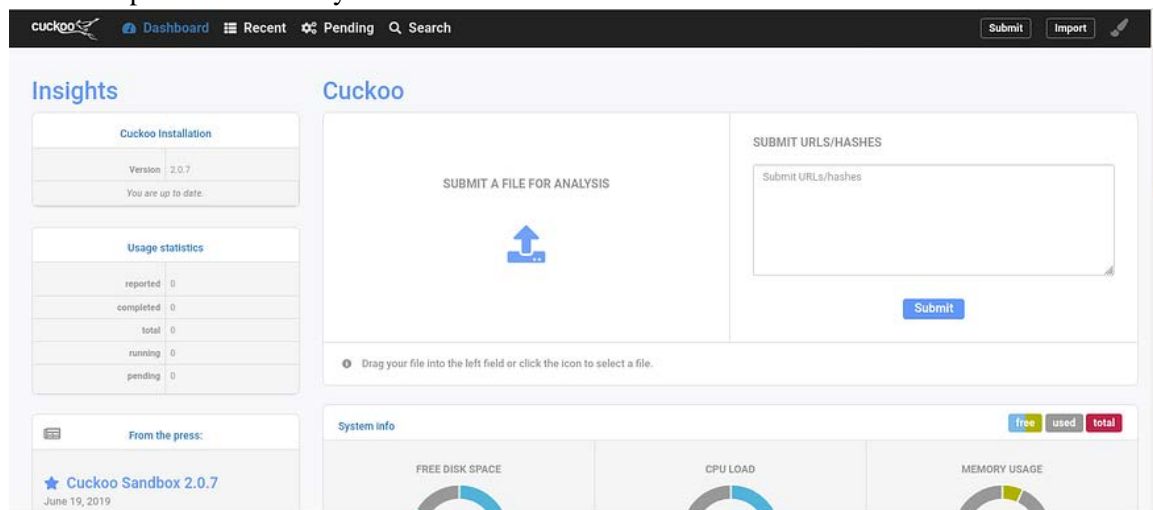 cuckoo
Dashboard Recent Pending Search Submit Import
Insights
Cuckoo Installation
Version 2.0.7
You are up to date.
Usage statistics
reported 0
completed 0
total 0
running 0
pending 0
From the press:
Cuckoo Sandbox 2.0.7
June 19, 2019
Cuckoo
SUBMIT A FILE FOR ANALYSIS
SUBMIT URLS/HASHES
Submit URLs/hashes
Submit
Drag your file into the left field or click the icon to select a file.
System info
free used total
FREE DISK SPACE
CPU LOAD
MEMORY USAGE